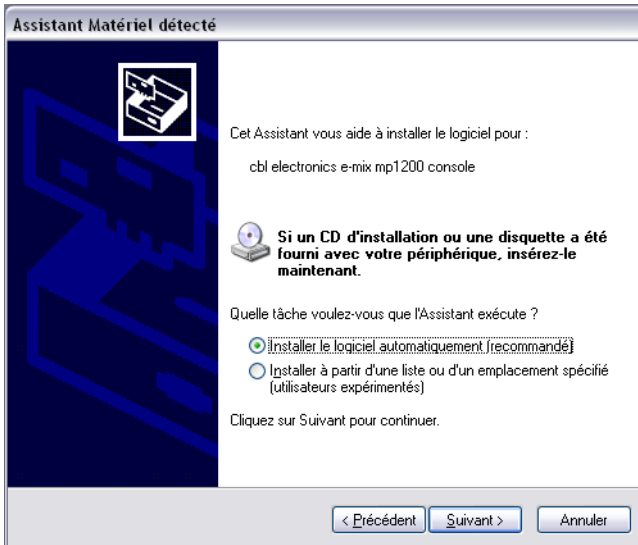 Assistant Matériel détecté
Cet Assistant vous aide à installer le logiciel pour :
cbl electronics e-mix mp1200 console
Si un CD d'installation ou une disquette a été
fourni avec votre périphérique, insérez-le
maintenant.
Quelle tâche voulez-vous que l'Assistant exécute ?
Installer le logiciel automatiquement (recommandé)
Installer à partir d'une liste ou d'un emplacement spécifié
(utilisateurs expérimentés)
Cliquez sur Suivant pour continuer.
< Précédent Suivant > Annuler